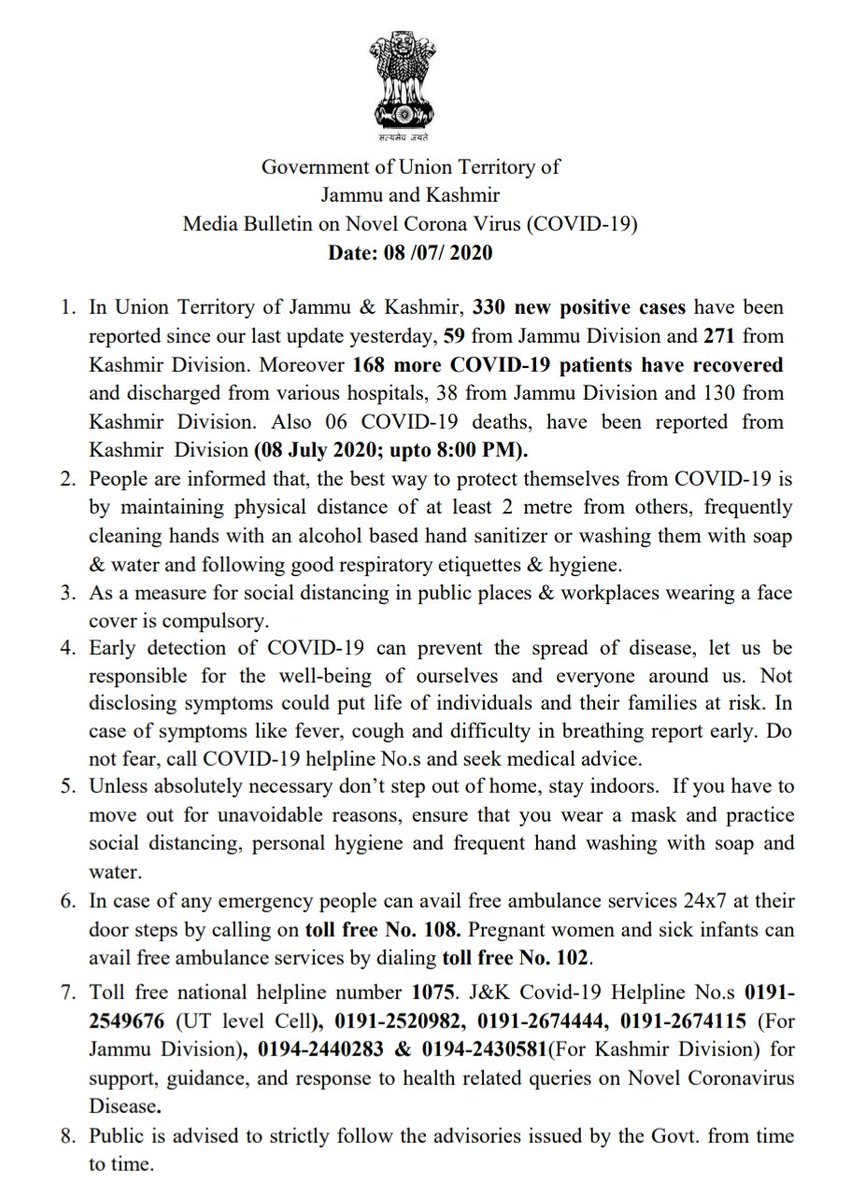 सत्यमेव जयते
Government of Union Territory of
Jammu and Kashmir
Media Bulletin on Novel Corona Virus (COVID-19)
Date: 08 /07/ 2020
1. In Union Territory of Jammu & Kashmir, 330 new positive cases have been
reported since our last update yesterday, 59 from Jammu Division and 271 from
Kashmir Division. Moreover 168 more COVID-19 patients have recovered
and discharged from various hospitals, 38 from Jammu Division and 130 from
Kashmir Division. Also 06 COVID-19 deaths, have been reported from
Kashmir Division (08 July 2020; upto 8:00 PM).
2. People are informed that, the best way to protect themselves from COVID-19 is
by maintaining physical distance of at least 2 metre from others, frequently
cleaning hands with an alcohol based hand sanitizer or washing them with soap
& water and following good respiratory etiquettes & hygiene.
3. As a measure for social distancing in public places & workplaces wearing a face
cover is compulsory.
4. Early detection of COVID-19 can prevent the spread of disease, let us be
responsible for the well-being of ourselves and everyone around us. Not
disclosing symptoms could put life of individuals and their families at risk. In
case of symptoms like fever, cough and difficulty in breathing report early. Do
not fear, call COVID-19 helpline No.s and seek medical advice.
5. Unless absolutely necessary don’t step out of home, stay indoors. If you have to
move out for unavoidable reasons, ensure that you wear a mask and practice
social distancing, personal hygiene and frequent hand washing with soap and
water.
6. In case of any emergency people can avail free ambulance services 24x7 at their
door steps by calling on toll free No. 108. Pregnant women and sick infants can
avail free ambulance services by dialing toll free No. 102.
7. Toll free national helpline number 1075. J&K Covid-19 Helpline No.s 0191-
2549676 (UT level Cell), 0191-2520982, 0191-2674444, 0191-2674115 (For
Jammu Division), 0194-2440283 & 0194-2430581(For Kashmir Division) for
support, guidance, and response to health related queries on Novel Coronavirus
Disease.
8. Public is advised to strictly follow the advisories issued by the Govt. from time
to time.